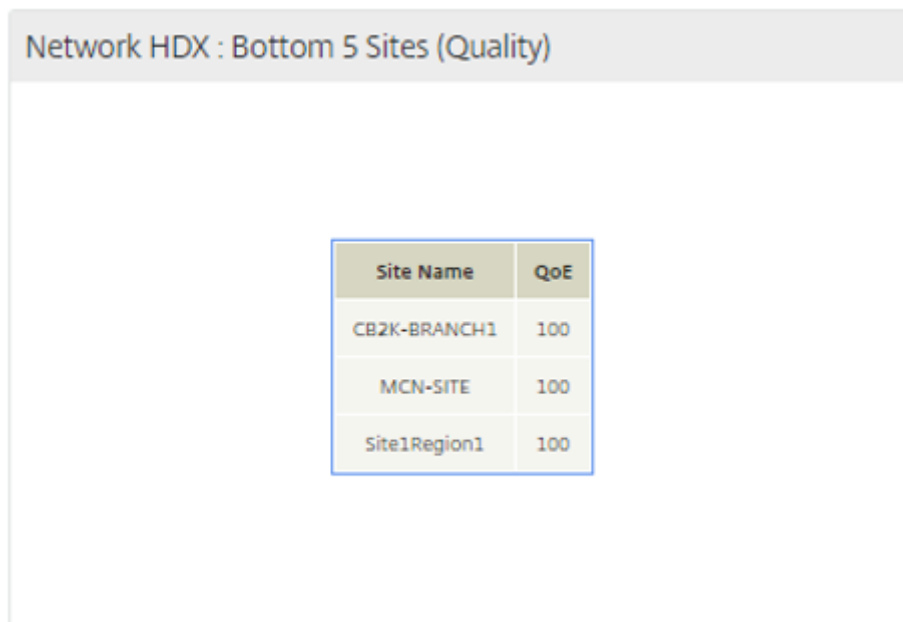 Network HDX : Bottom 5 Sites (Quality)
Site Name QoE
CB2K-BRANCH1 100
MCN-SITE 100
Site1Region1 100